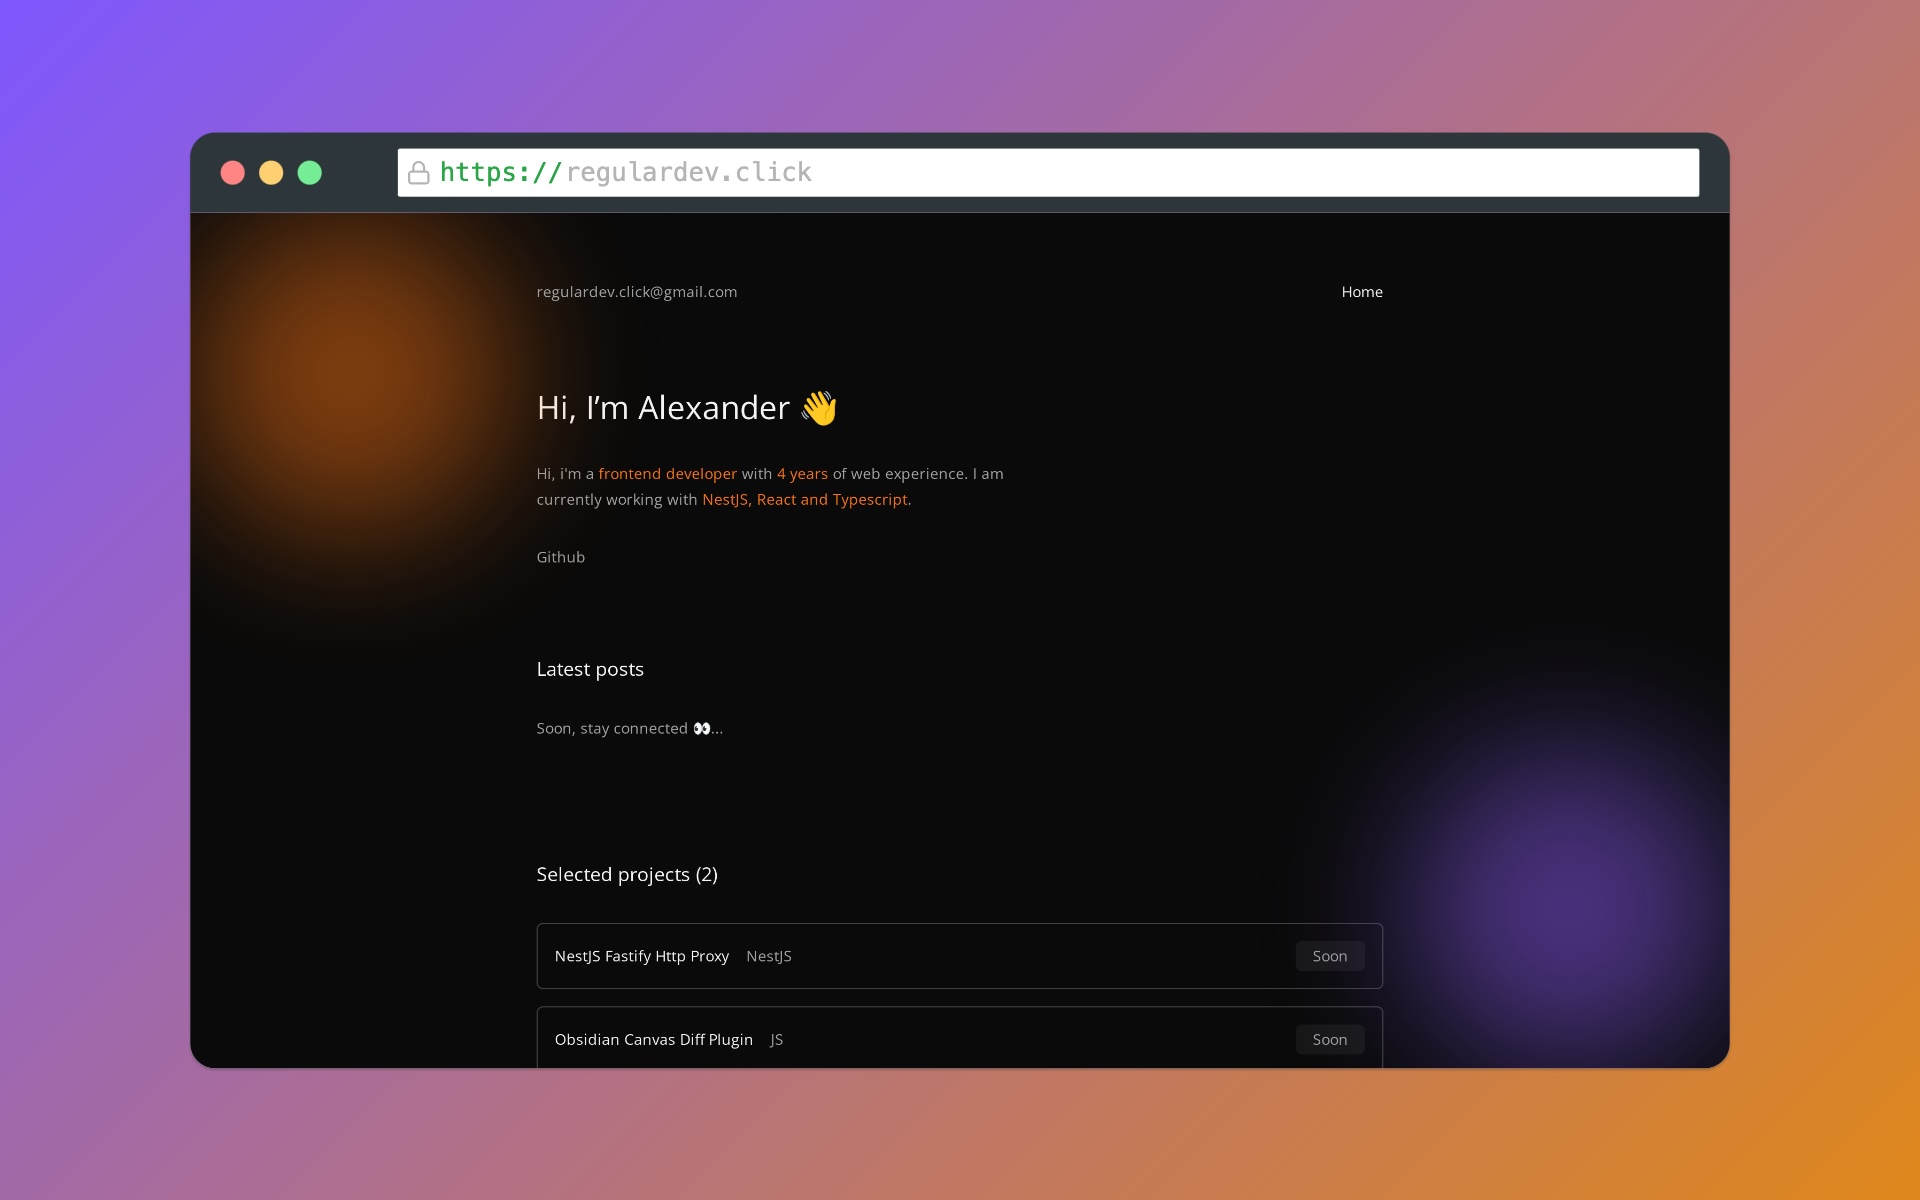 https://regulardev.click
regulardev.click@gmail.com
Home
Hi, I’m Alexander 👋
Hi, i'm a frontend developer with 4 years of web experience. I am
currently working with NestJS, React and Typescript.
Github
Latest posts
Soon, stay connected 👀...
Selected projects (2)
NestJS Fastify Http Proxy NestJS Soon
Obsidian Canvas Diff Plugin JS Soon